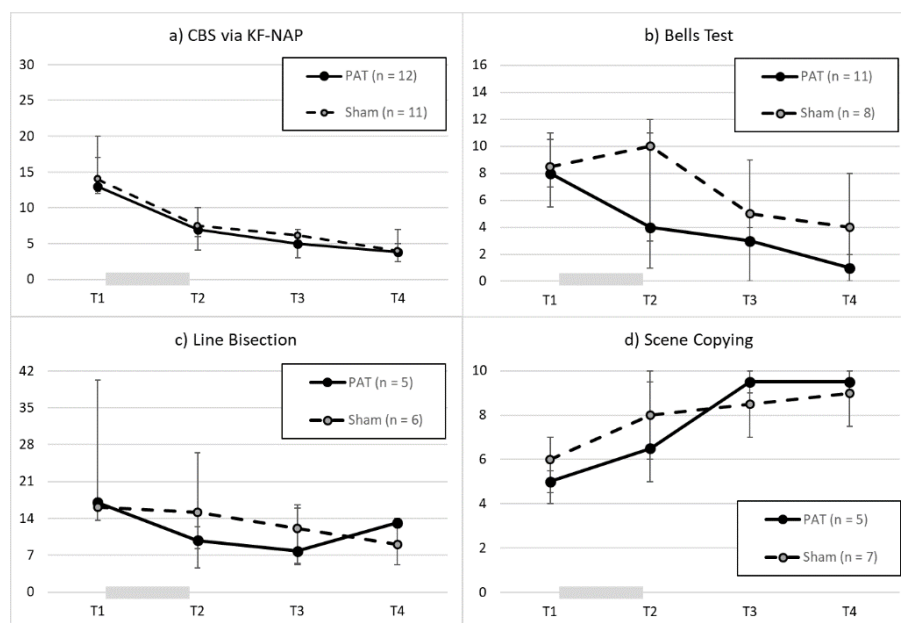 a) CBS via KF-NAP
30
25
20
15
10
5
0
PAT (n = 12)
Sham (n = 11)
T1 T2 T3 T4
b) Bells Test
16
14
12
10
8
6
4
2
0
PAT (n = 11)
Sham (n = 8)
T1 T2 T3 T4
c) Line Bisection
42
35
28
21
14
7
0
PAT (n = 5)
Sham (n = 6)
T1 T2 T3 T4
d) Scene Copying
10
8
6
4
2
0
PAT (n = 5)
Sham (n = 7)
T1 T2 T3 T4